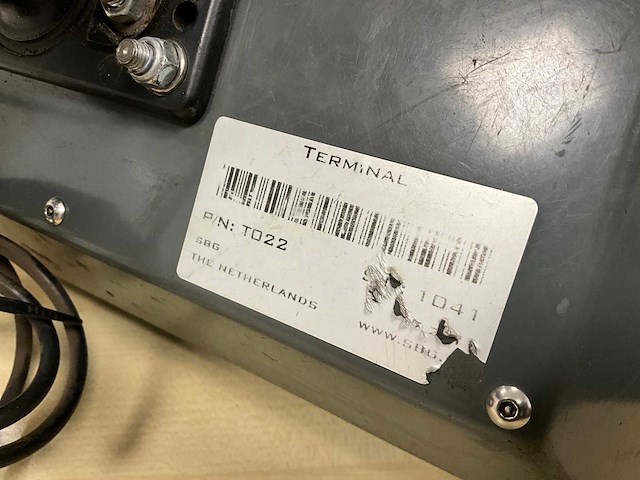 TERMINAL
P/N: T022
SBG
THE NETHERLANDS
1041
WWW.SBG.